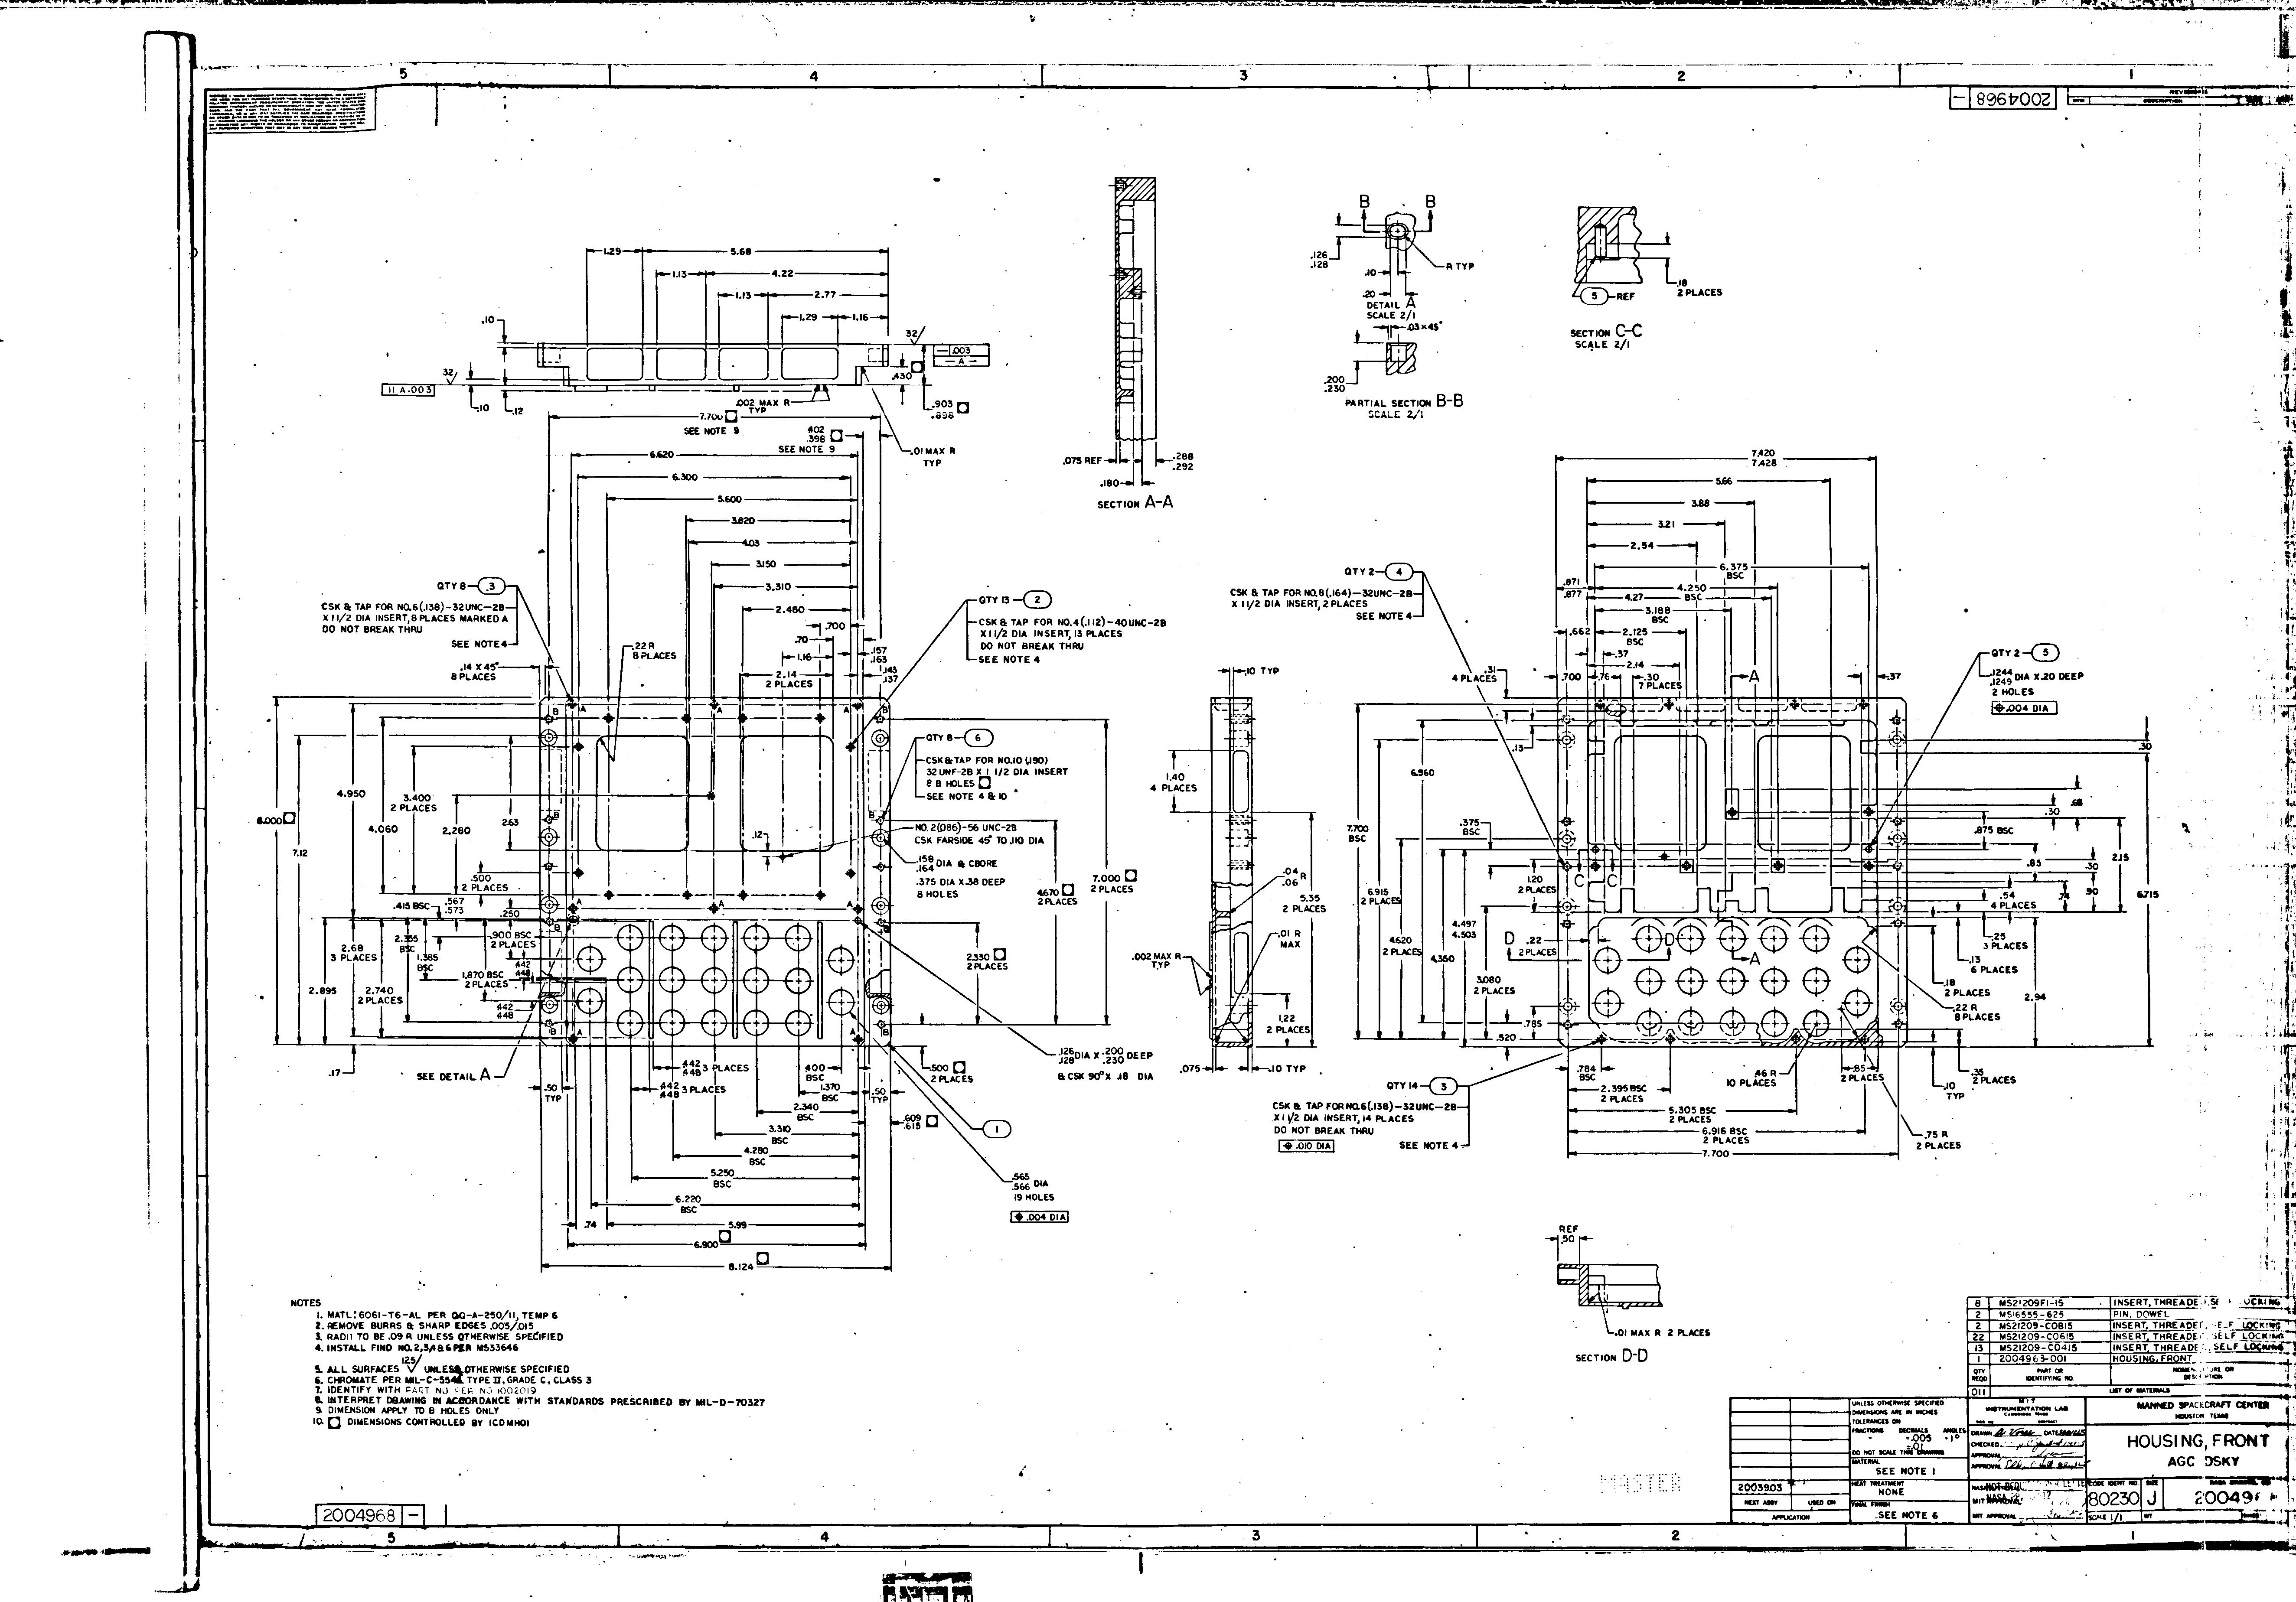 5
4
3
2
1
2004968
REVISIONS
SYM
DESCRIPTION
1.29
5.68
1.13
4.22
1.13
2.77
1.29
1.16
.10
32
.003
- A -
.430
32
11 A .003
.10
.12
.002 MAX R
TYP
.903
.898
.01 MAX R
TYP
7.700
SEE NOTE 9
.402
.398
SEE NOTE 9
6.620
6.300
5.600
3.820
4.03
3.150
3.310
2.480
.700
.70
1.16
2.14
2 PLACES
.157
.163
.143
.137
QTY 8
3
CSK & TAP FOR NO.6(.138)-32UNC-2B
X 1 1/2 DIA INSERT, 8 PLACES MARKED A
DO NOT BREAK THRU
SEE NOTE 4
.14 X 45°
8 PLACES
.22 R
8 PLACES
QTY 13
2
CSK & TAP FOR NO.4(.112)-40UNC-2B
X 1 1/2 DIA INSERT, 13 PLACES
DO NOT BREAK THRU
SEE NOTE 4
QTY 8
6
CSK & TAP FOR NO.10 (.190)
32 UNF-2B X 1 1/2 DIA INSERT
8 B HOLES
SEE NOTE 4 & 10
NO. 2(.086)-56 UNC-2B
CSK FARSIDE 45° TO .110 DIA
.158
.164 DIA & CBORE
.375 DIA X .38 DEEP
8 HOLES
8.000
7.12
4.950
4.060
3.400
2 PLACES
2.280
2.63
.12
.500
2 PLACES
.567
.573
.415 BSC
.250
2.355
BSC
1.385
BSC
.900 BSC
2 PLACES
2.68
3 PLACES
1.870 BSC
2 PLACES
.442
.448
2.895
2.740
2 PLACES
.442
.448
4.670
2 PLACES
7.000
2 PLACES
2.330
2 PLACES
.17
SEE DETAIL A
.50
TYP
.442
.448 3 PLACES
.442
.448 3 PLACES
.400
BSC
1.370
BSC
.50
TYP
.500
2 PLACES
.126
.128 DIA X .200
.230 DEEP
& CSK 90° X .18 DIA
2.340
BSC
.609
.615
3.310
BSC
1
4.280
BSC
5.250
BSC
.565
.566 DIA
19 HOLES
.004 DIA
6.220
BSC
.74
5.99
6.900
8.124
.075 REF
.288
.292
.180
SECTION A-A
B
B
.126
.128
R TYP
.10
.20
DETAIL A
SCALE 2/1
.03 X 45°
.200
.230
PARTIAL SECTION B-B
SCALE 2/1
5
REF
.18
2 PLACES
SECTION C-C
SCALE 2/1
.10 TYP
1.40
4 PLACES
.04
.06 R
5.35
2 PLACES
.01 R
MAX
.002 MAX R
TYP
1.22
2 PLACES
.075
.10 TYP
7.420
7.428
5.66
3.88
3.21
2.54
6.375
BSC
.871
.877
4.250
BSC
4.27
3.188
BSC
.662
2.125
BSC
.37
2.14
.700
.76
.30
7 PLACES
A
.37
QTY 2
4
CSK & TAP FOR NO.8(.164)-32UNC-2B
X 1 1/2 DIA INSERT, 2 PLACES
SEE NOTE 4
.31
4 PLACES
QTY 2
5
.1244
.1249 DIA X .20 DEEP
2 HOLES
.004 DIA
.13
6.960
7.700
BSC
.375
BSC
C
C
1.20
2 PLACES
6.915
2 PLACES
4.497
4.503
4.620
2 PLACES
4.350
D
.22
2 PLACES
D
A
3.080
2 PLACES
.785
.520
.30
.68
.30
.875 BSC
.85
2.15
.30
.54
4 PLACES
.74
.90
6.715
.25
3 PLACES
.13
6 PLACES
.18
2 PLACES
2.94
.22 R
8 PLACES
QTY 14
3
CSK & TAP FOR NO.6(.138)-32UNC-2B
X 1 1/2 DIA INSERT, 14 PLACES
DO NOT BREAK THRU
.010 DIA
SEE NOTE 4
.784
BSC
2.395 BSC
2 PLACES
.46 R
10 PLACES
.85
2 PLACES
.10
TYP
.35
2 PLACES
5.305 BSC
2 PLACES
6.916 BSC
2 PLACES
7.700
.75 R
2 PLACES
REF
.50
.01 MAX R 2 PLACES
SECTION D-D
NOTES
1. MATL: 6061-T6-AL PER QQ-A-250/11, TEMP 6
2. REMOVE BURRS & SHARP EDGES .005/.015
3. RADII TO BE .09 R UNLESS OTHERWISE SPECIFIED
4. INSTALL FIND NO. 2,3,4 & 6 PER MS33646
5. ALL SURFACES 125/ UNLESS OTHERWISE SPECIFIED
6. CHROMATE PER MIL-C-5541 TYPE II, GRADE C, CLASS 3
7. IDENTIFY WITH PART NO. PER ND 1002019
8. INTERPRET DRAWING IN ACCORDANCE WITH STANDARDS PRESCRIBED BY MIL-D-70327
9. DIMENSION APPLY TO B HOLES ONLY
10. DIMENSIONS CONTROLLED BY ICD MH01
8 MS21209F1-15 INSERT, THREADED, LOCKING
2 MS16555-625 PIN, DOWEL
2 MS21209-C0815 INSERT, THREADED, SELF LOCKING
22 MS21209-C0615 INSERT, THREADED, SELF LOCKING
13 MS21209-C0415 INSERT, THREADED, SELF LOCKING
1 2004963-001 HOUSING, FRONT
QTY REQD
PART OR IDENTIFYING NO.
NOMENCLATURE OR DESCRIPTION
011
LIST OF MATERIALS
UNLESS OTHERWISE SPECIFIED
DIMENSIONS ARE IN INCHES
TOLERANCES ON
FRACTIONS DECIMALS ANGLES
.005 1°
.01
DO NOT SCALE THIS DRAWING
MATERIAL
SEE NOTE 1
HEAT TREATMENT
NONE
FINAL FINISH
SEE NOTE 6
2003903
NEXT ASSY
USED ON
APPLICATION
MIT
INSTRUMENTATION LAB
DRAWN
DATE
CHECKED
APPROVAL
APPROVAL
MIT APPROVAL
MANNED SPACECRAFT CENTER
HOUSTON TEXAS
HOUSING, FRONT
AGC DSKY
CODE IDENT NO.
80230
SIZE
J
SCALE 1/1
WT
MASTER
2004968
5
4
3
2
1